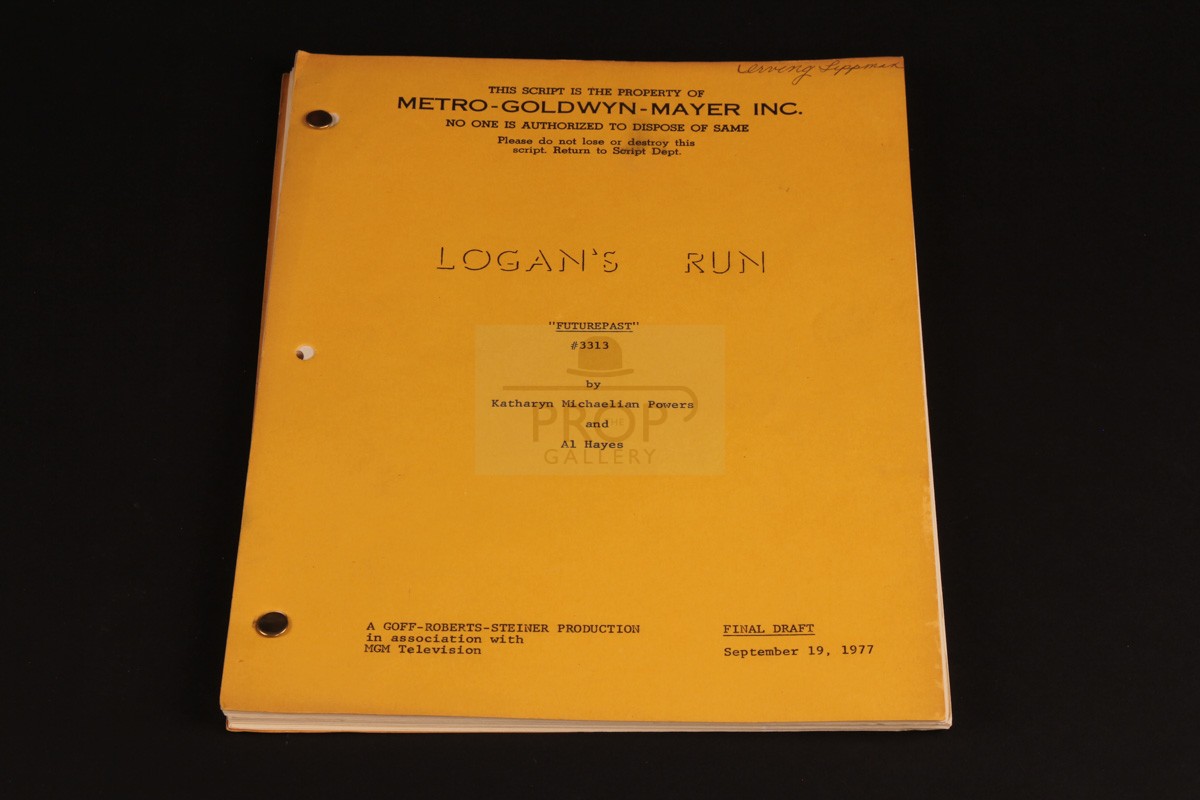 Irving Lippman
THIS SCRIPT IS THE PROPERTY OF
METRO-GOLDWYN-MAYER INC.
NO ONE IS AUTHORIZED TO DISPOSE OF SAME
Please do not lose or destroy this
script. Return to Script Dept.
LOGAN'S RUN
"FUTUREPAST"
#3313
by
Katharyn Michaelian Powers
and
Al Hayes
THE
PROP
GALLERY
A GOFF-ROBERTS-STEINER PRODUCTION
in association with
MGM Television
FINAL DRAFT
September 19, 1977